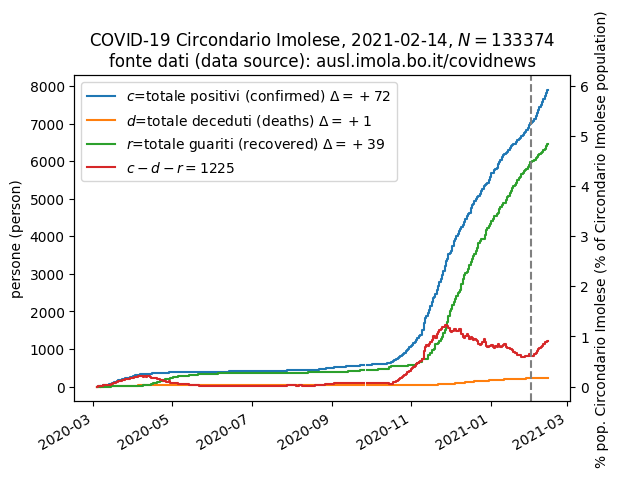 COVID-19 Circondario Imolese, 2021-02-14, N = 133374
fonte dati (data source): ausl.imola.bo.it/covidnews
c=totale positivi (confirmed) Δ = +72
d=totale deceduti (deaths) Δ = +1
r=totale guariti (recovered) Δ = +39
c − d − r = 1225
persone (person)
8000
7000
6000
5000
4000
3000
2000
1000
0
6
5
4
3
2
1
0
% pop. Circondario Imolese (% of Circondario Imolese population)
2020-03
2020-05
2020-07
2020-09
2020-11
2021-01
2021-03